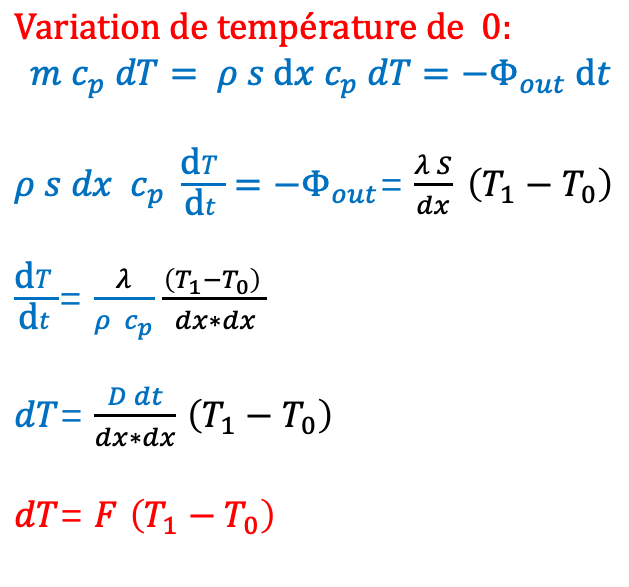 Variation de température de 0:
m c_p dT = ρ s dx c_p dT = −Φ_out dt
ρ s dx c_p dT/dt = −Φ_out = λ S/dx (T_1 − T_0)
dT/dt = λ/ρ c_p (T_1−T_0)/dx∗dx
dT = D dt/dx∗dx (T_1 − T_0)
dT = F (T_1 − T_0)